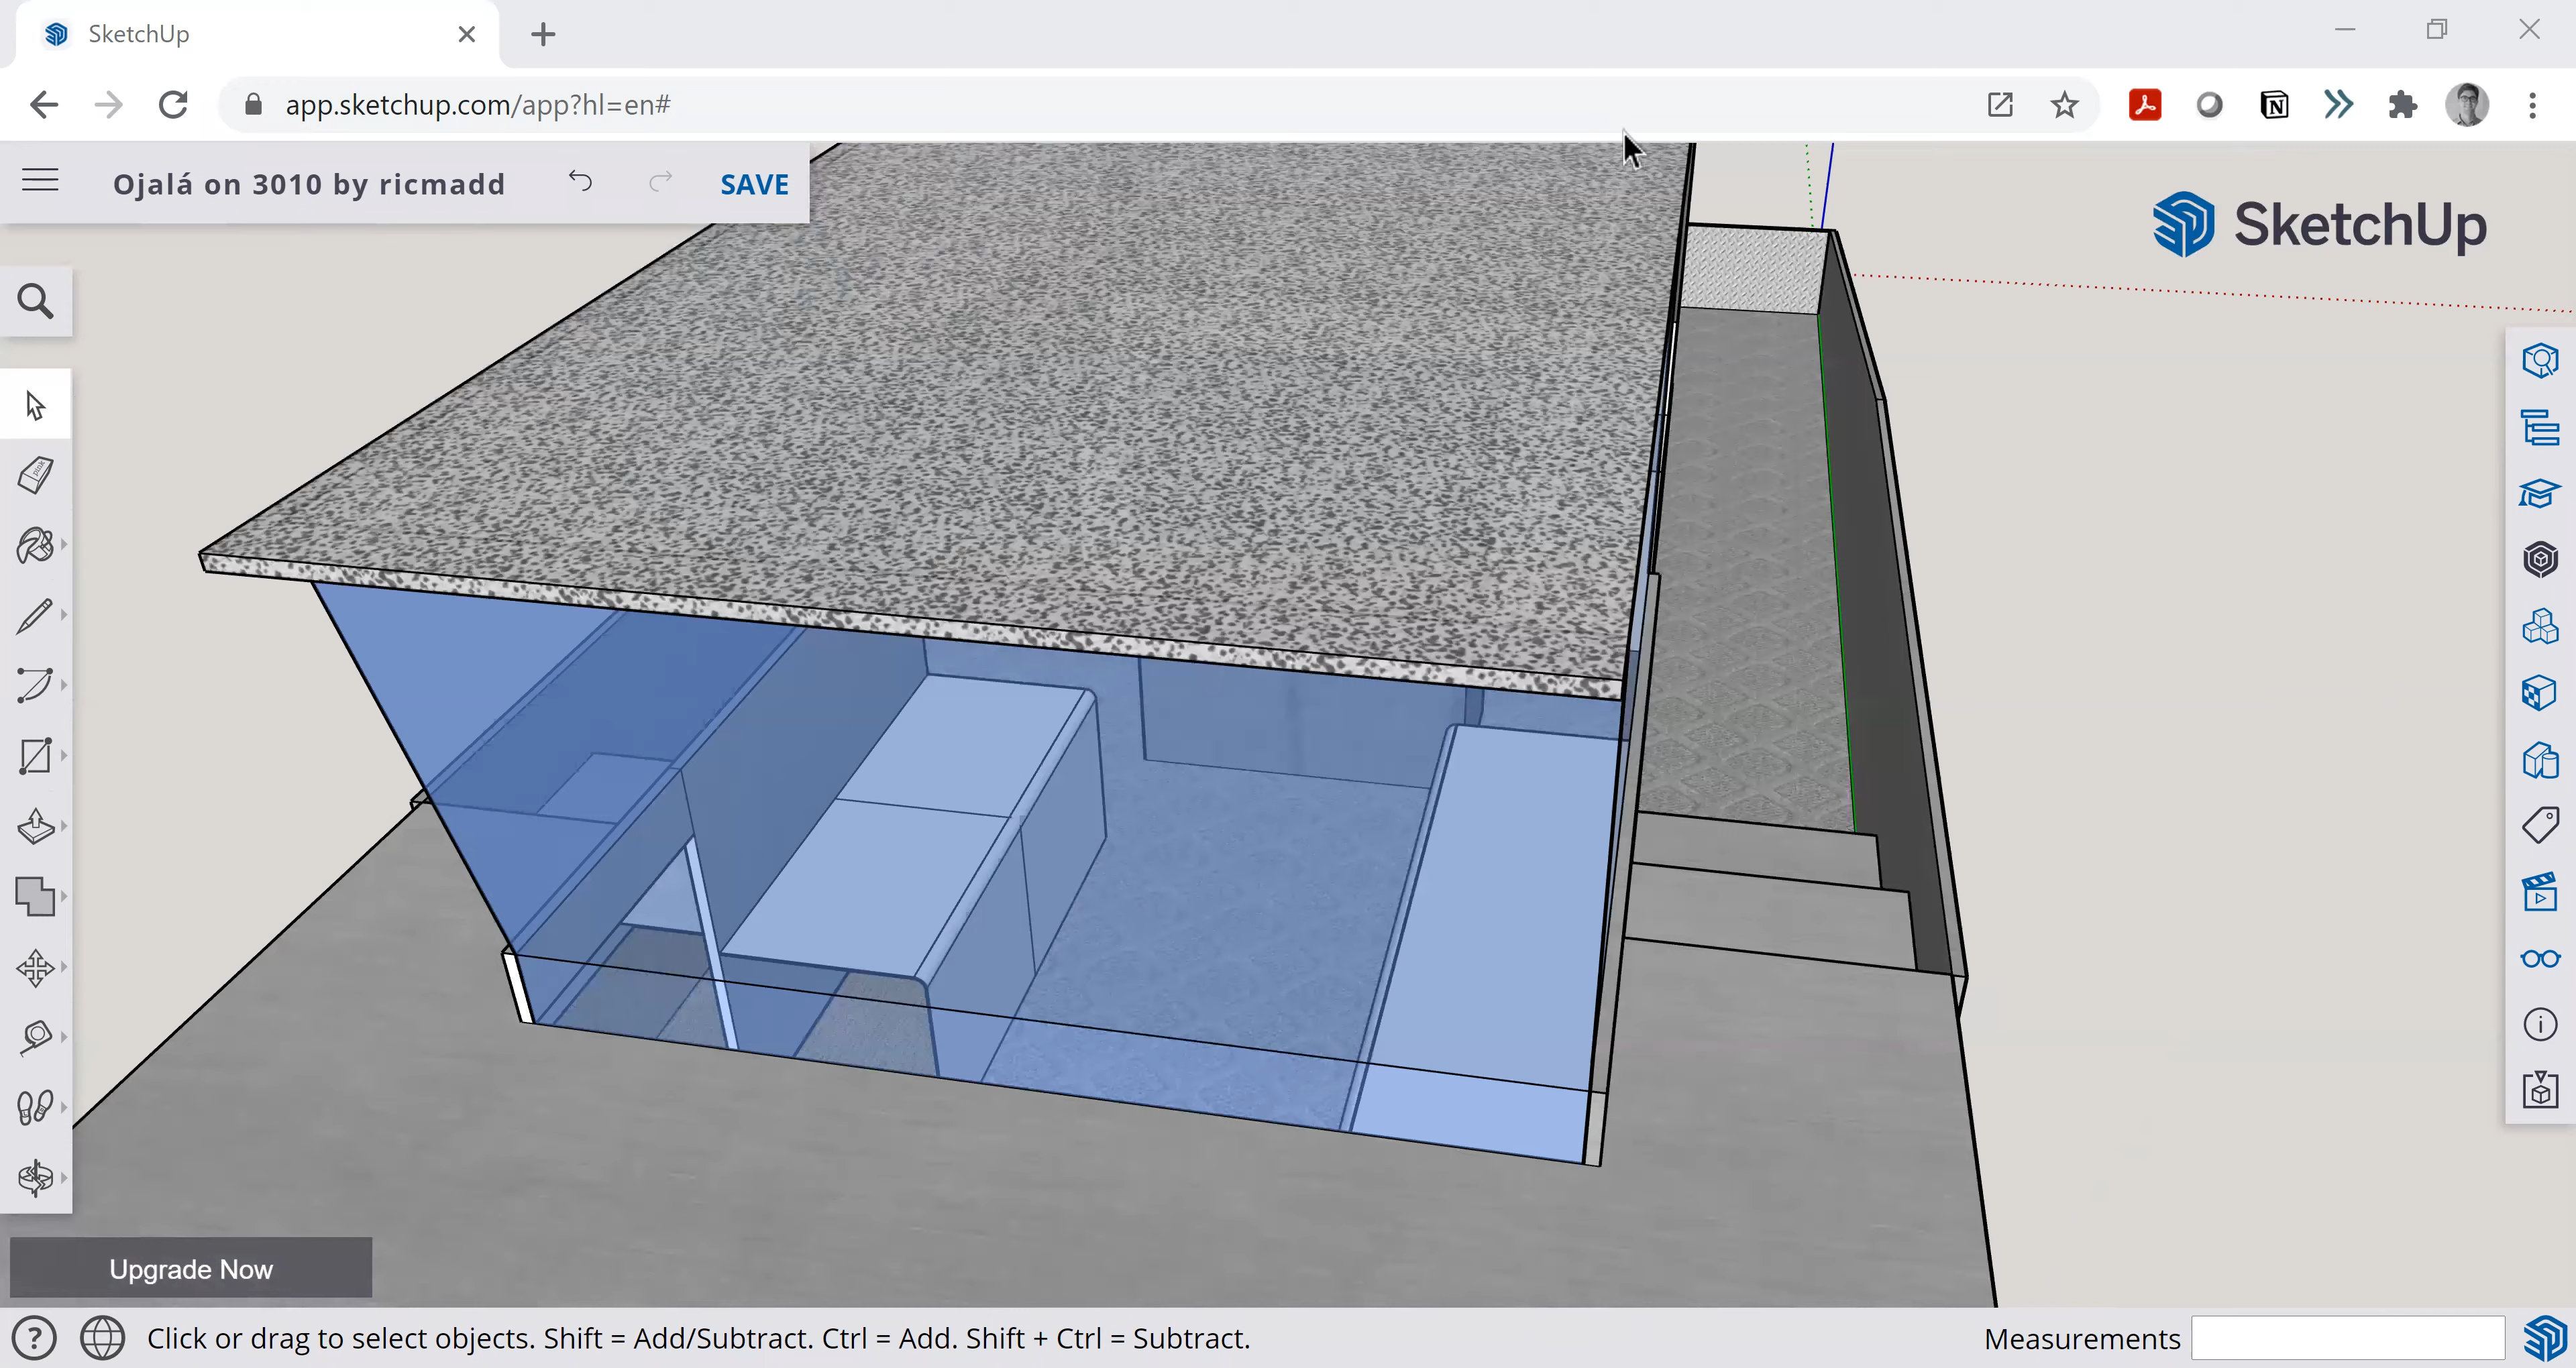 SketchUp
app.sketchup.com/app?hl=en#
Ojalá on 3010 by ricmadd
SAVE
SketchUp
Upgrade Now
Click or drag to select objects. Shift = Add/Subtract. Ctrl = Add. Shift + Ctrl = Subtract.
Measurements